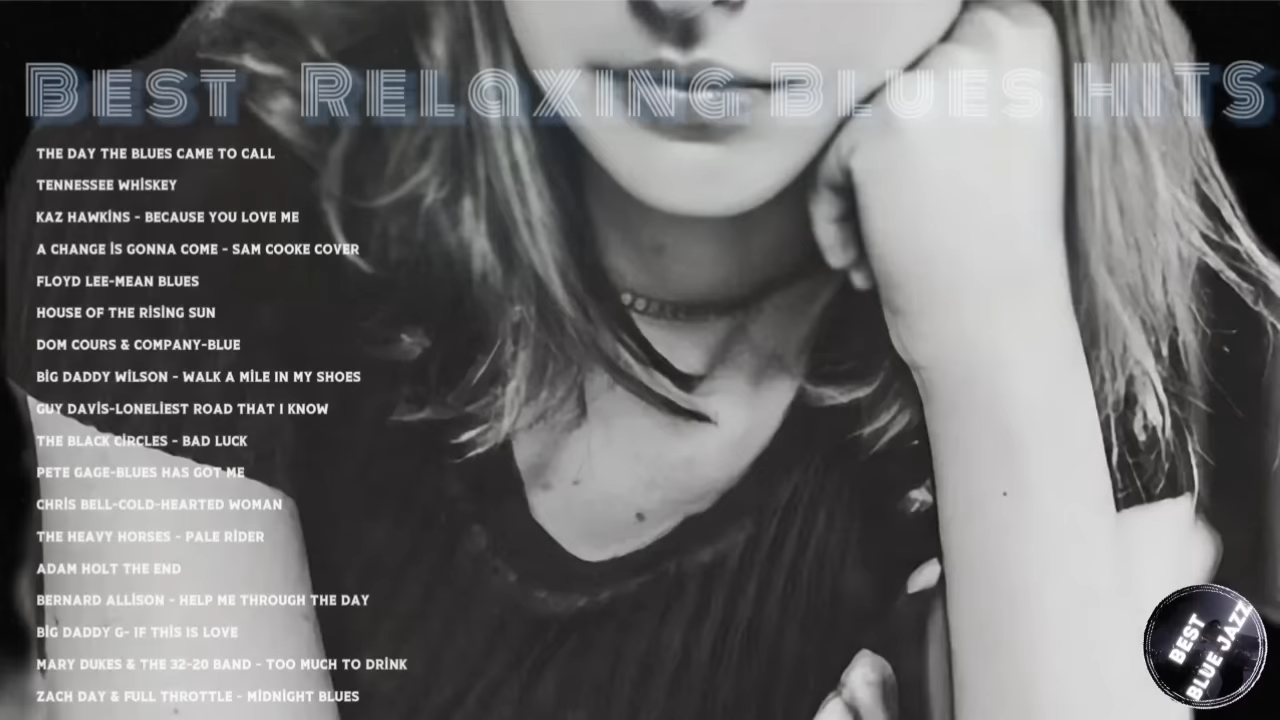 Best Relaxing Blues HITS
THE DAY THE BLUES CAME TO CALL
TENNESSEE WHİSKEY
KAZ HAWKİNS - BECAUSE YOU LOVE ME
A CHANGE İS GONNA COME - SAM COOKE COVER
FLOYD LEE-MEAN BLUES
HOUSE OF THE RİSİNG SUN
DOM COURS & COMPANY-BLUE
BİG DADDY WİLSON - WALK A MİLE IN MY SHOES
GUY DAVİS-LONELİEST ROAD THAT I KNOW
THE BLACK CİRCLES - BAD LUCK
PETE GAGE-BLUES HAS GOT ME
CHRİS BELL-COLD-HEARTED WOMAN
THE HEAVY HORSES - PALE RİDER
ADAM HOLT THE END
BERNARD ALLİSON - HELP ME THROUGH THE DAY
BİG DADDY G- IF THİS IS LOVE
MARY DUKES & THE 32-20 BAND - TOO MUCH TO DRİNK
ZACH DAY & FULL THROTTLE - MİDNİGHT BLUES
BEST
BLUE JAZZ